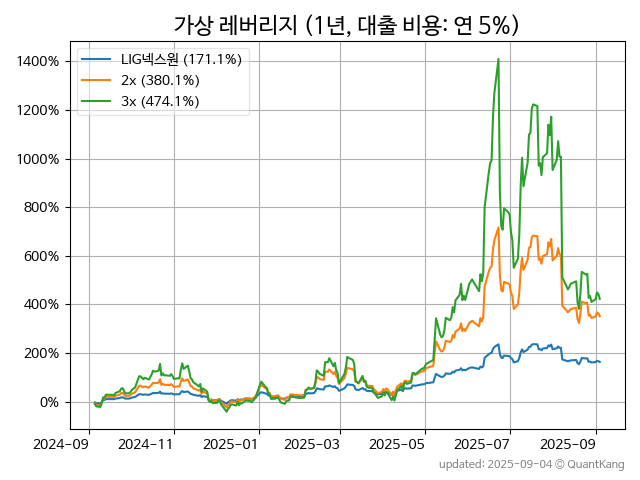 가상 레버리지 (1년, 대출 비용: 연 5%)
LIG넥스원 (171.1%)
2x (380.1%)
3x (474.1%)
1400%
1200%
1000%
800%
600%
400%
200%
0%
2024-09 2024-11 2025-01 2025-03 2025-05 2025-07 2025-09
updated: 2025-09-04 © QuantKang